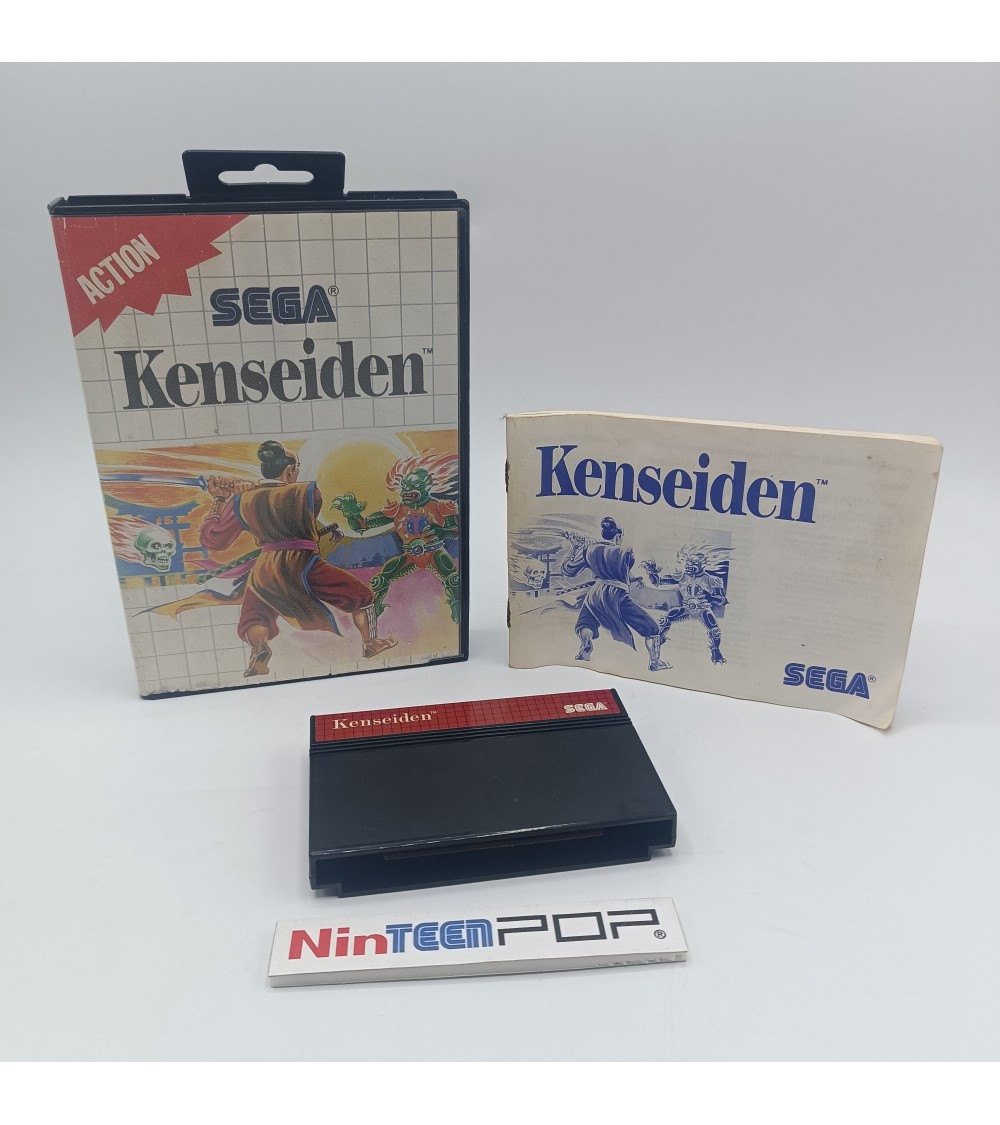 ACTION
SEGA®
Kenseiden™
Kenseiden™
SEGA®
Kenseiden™
SEGA
NinTEENPOP®